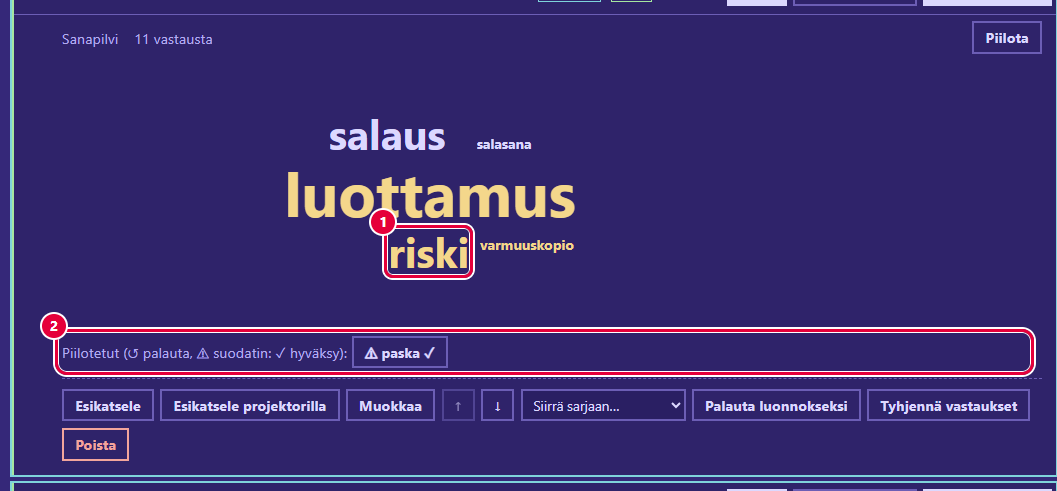 Sanapilvi 11 vastausta
Piilota
salaus salasana
luottamus
1
riski varmuuskopio
2
Piilotetut (↺ palauta, ⚠ suodatin: ✓ hyväksy): ⚠ paska ✓
Esikatsele Esikatsele projektorilla Muokkaa ↑ ↓ Siirrä sarjaan... Palauta luonnokseksi Tyhjennä vastaukset
Poista